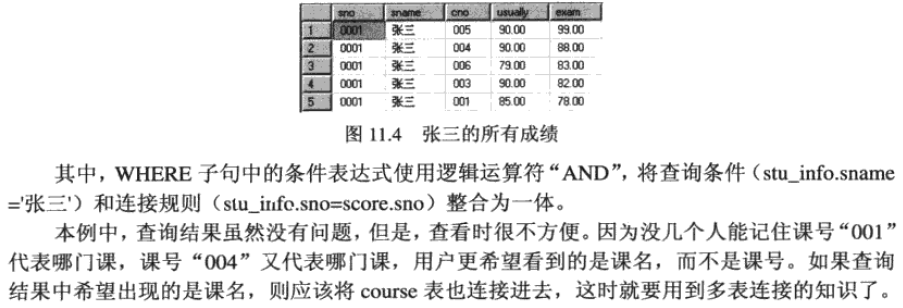 sno sname cno usually exam
1 0001 张三 005 90.00 99.00
2 0001 张三 004 90.00 88.00
3 0001 张三 006 79.00 83.00
4 0001 张三 003 90.00 82.00
5 0001 张三 001 85.00 78.00
图 11.4 张三的所有成绩
其中，WHERE 子句中的条件表达式使用逻辑运算符“AND”，将查询条件（stu_info.sname
='张三'）和连接规则（stu_info.sno=score.sno）整合为一体。
本例中，查询结果虽然没有问题，但是，查看时很不方便。因为没几个人能记住课号“001”
代表哪门课，课号“004”又代表哪门课，用户更希望看到的是课名，而不是课号。如果查询
结果中希望出现的是课名，则应该将 course 表也连接进去，这时就要用到多表连接的知识了。